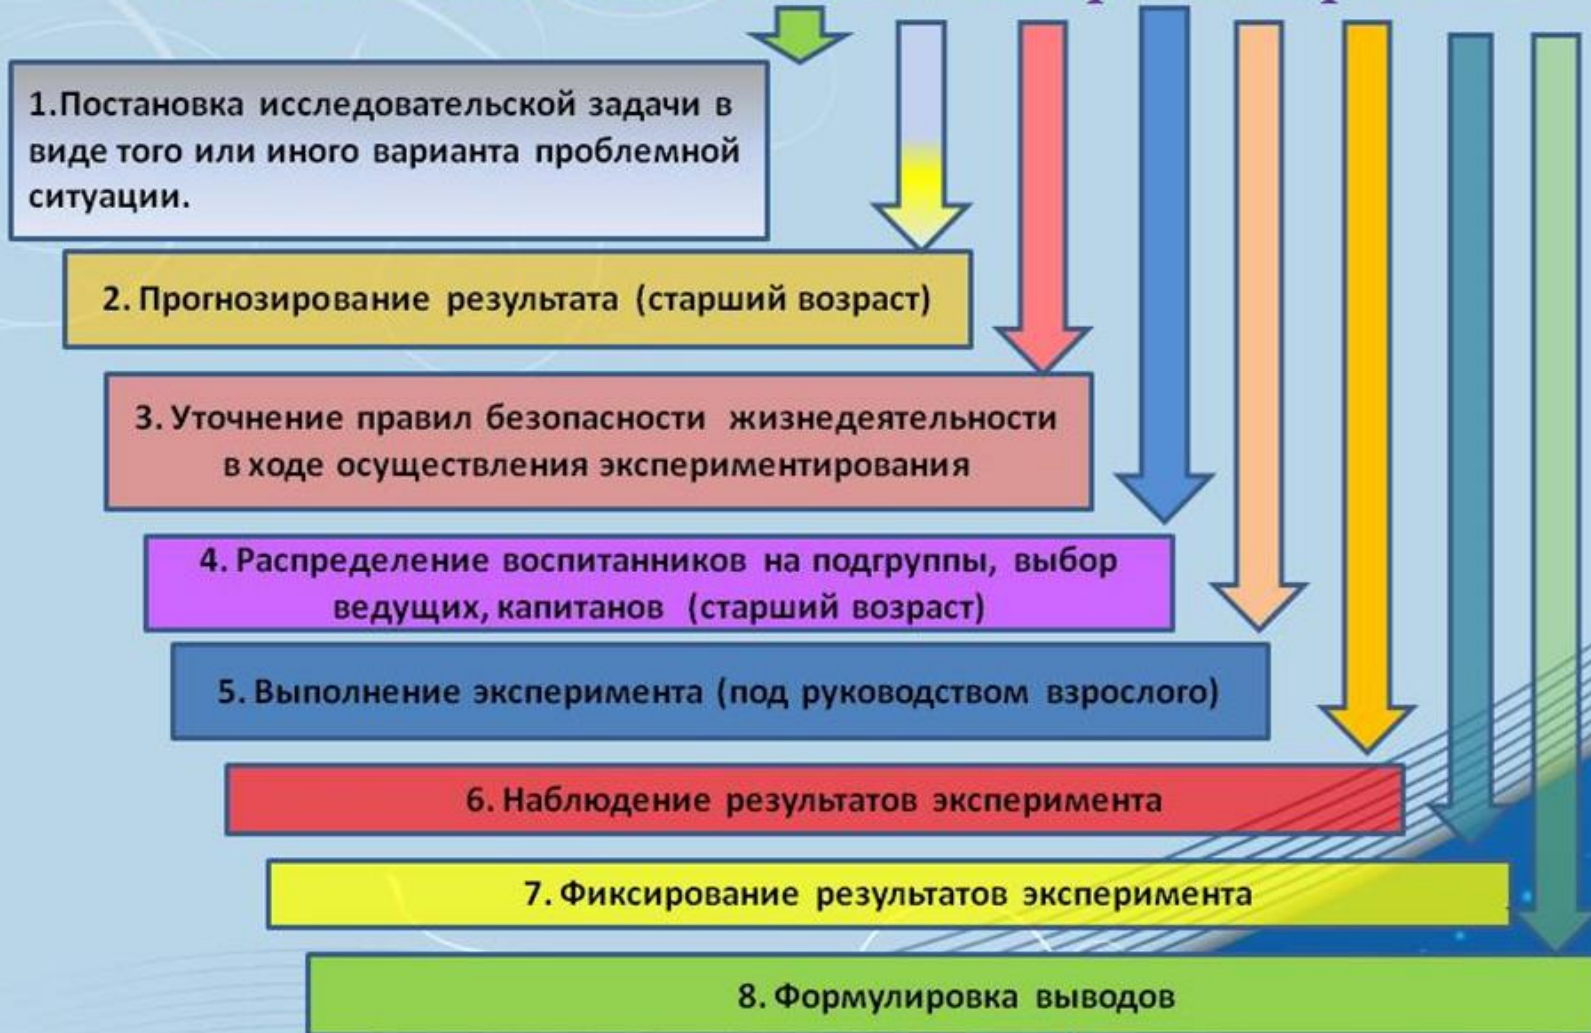 1.Постановка исследовательской задачи в
виде того или иного варианта проблемной
ситуации.
2. Прогнозирование результата (старший возраст)
3. Уточнение правил безопасности жизнедеятельности
в ходе осуществления экспериментирования
4. Распределение воспитанников на подгруппы, выбор
ведущих, капитанов (старший возраст)
5. Выполнение эксперимента (под руководством взрослого)
6. Наблюдение результатов эксперимента
7. Фиксирование результатов эксперимента
8. Формулировка выводов